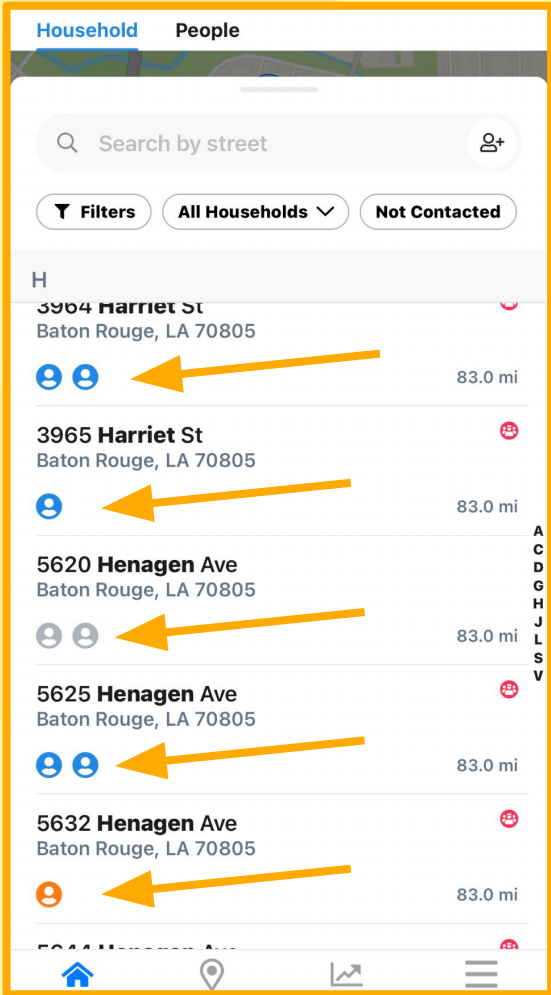 Household People
Search by street
Filters All Households Not Contacted
H
3964 Harriet St
Baton Rouge, LA 70805
83.0 mi
3965 Harriet St
Baton Rouge, LA 70805
83.0 mi
5620 Henagen Ave
Baton Rouge, LA 70805
83.0 mi
5625 Henagen Ave
Baton Rouge, LA 70805
83.0 mi
5632 Henagen Ave
Baton Rouge, LA 70805
83.0 mi
5644 Henagen Ave
A
C
D
G
H
J
L
S
V